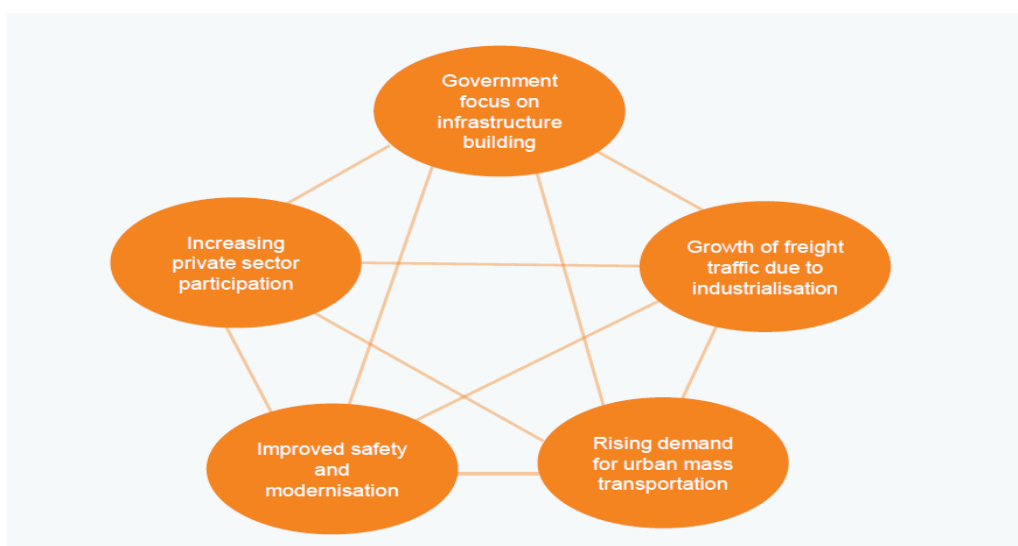 Government
focus on
infrastructure
building
Increasing
private sector
participation
Growth of freight
traffic due to
industrialisation
Improved safety
and
modernisation
Rising demand
for urban mass
transportation